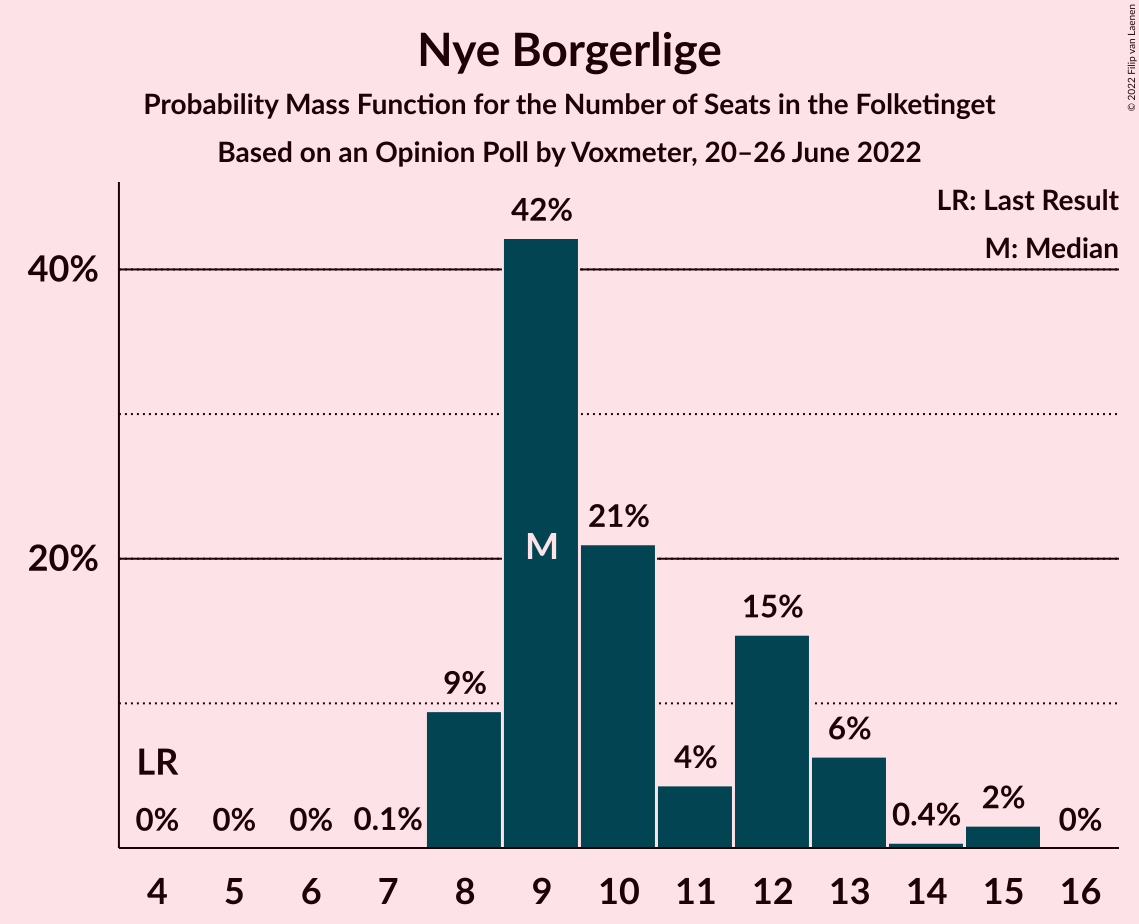 Nye Borgerlige
Probability Mass Function for the Number of Seats in the Folketinget
Based on an Opinion Poll by Voxmeter, 20–26 June 2022
© 2022 Filip van Laenen
LR: Last Result
M: Median
42%
40%
21%
M
20%
15%
9%
6%
4%
LR
2%
0% 0% 0% 0.1% 0.4% 0%
4 5 6 7 8 9 10 11 12 13 14 15 16